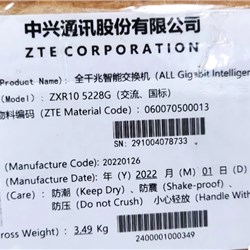 中兴通讯股份有限公司
ZTE CORPORATION
Product Name): 全千兆智能交换机 (ALL Gigabit Intelligent
(Model): ZXR10 5228G (交流、国标)
物料编码 (ZTE Material Code): 060070500013
SN: 291004078733
(Manufacture Code): 20220126
(Manufacture Date): 年 (Y) 2022 月 (M) 01 日 (D)
(Care): 防潮 (Keep Dry)、防震 (Shake-proof)、
防压 (Do not Crush) 小心轻放 (Handle With
Gross Weight): 3.49 Kg
2400001000349